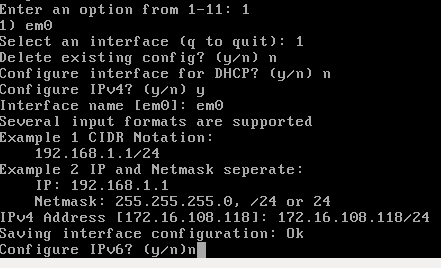 Enter an option from 1-11: 1
1) em0
Select an interface (q to quit): 1
Delete existing config? (y/n) n
Configure interface for DHCP? (y/n) n
Configure IPv4? (y/n) y
Interface name [em0]: em0
Several input formats are supported
Example 1 CIDR Notation:
    192.168.1.1/24
Example 2 IP and Netmask seperate:
    IP: 192.168.1.1
    Netmask: 255.255.255.0, /24 or 24
IPv4 Address [172.16.108.118]: 172.16.108.118/24
Saving interface configuration: Ok
Configure IPv6? (y/n)n